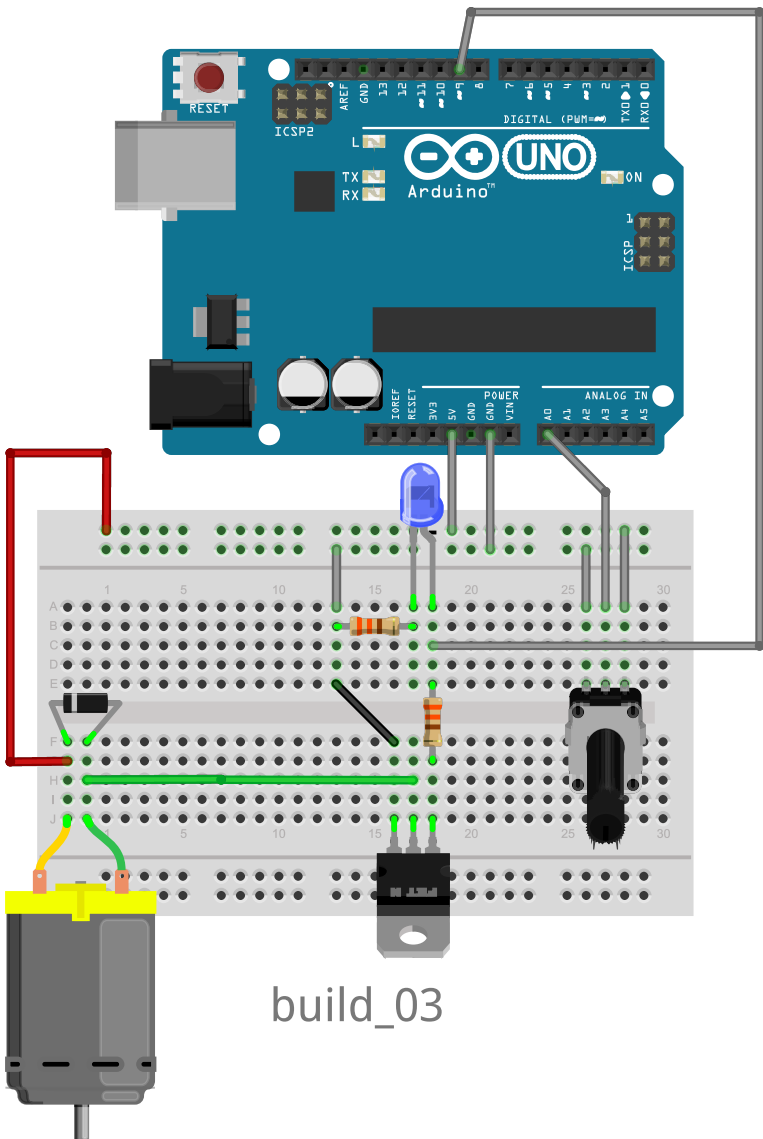 RESET
ICSP2
AREF
GND
13
12
11
10
9
8
7
6
5
4
3
2
TX0 1
RX0 0
DIGITAL (PWM=~)
L
TX
RX
UNO
Arduino™
ON
1
ICSP
POWER
ANALOG IN
IOREF
RESET
3V3
5V
GND
GND
VIN
A0
A1
A2
A3
A4
A5
1 5 10 15 20 25 30
A
B
C
D
E
F
H
I
J
1 5 15 20 25 30
build_03